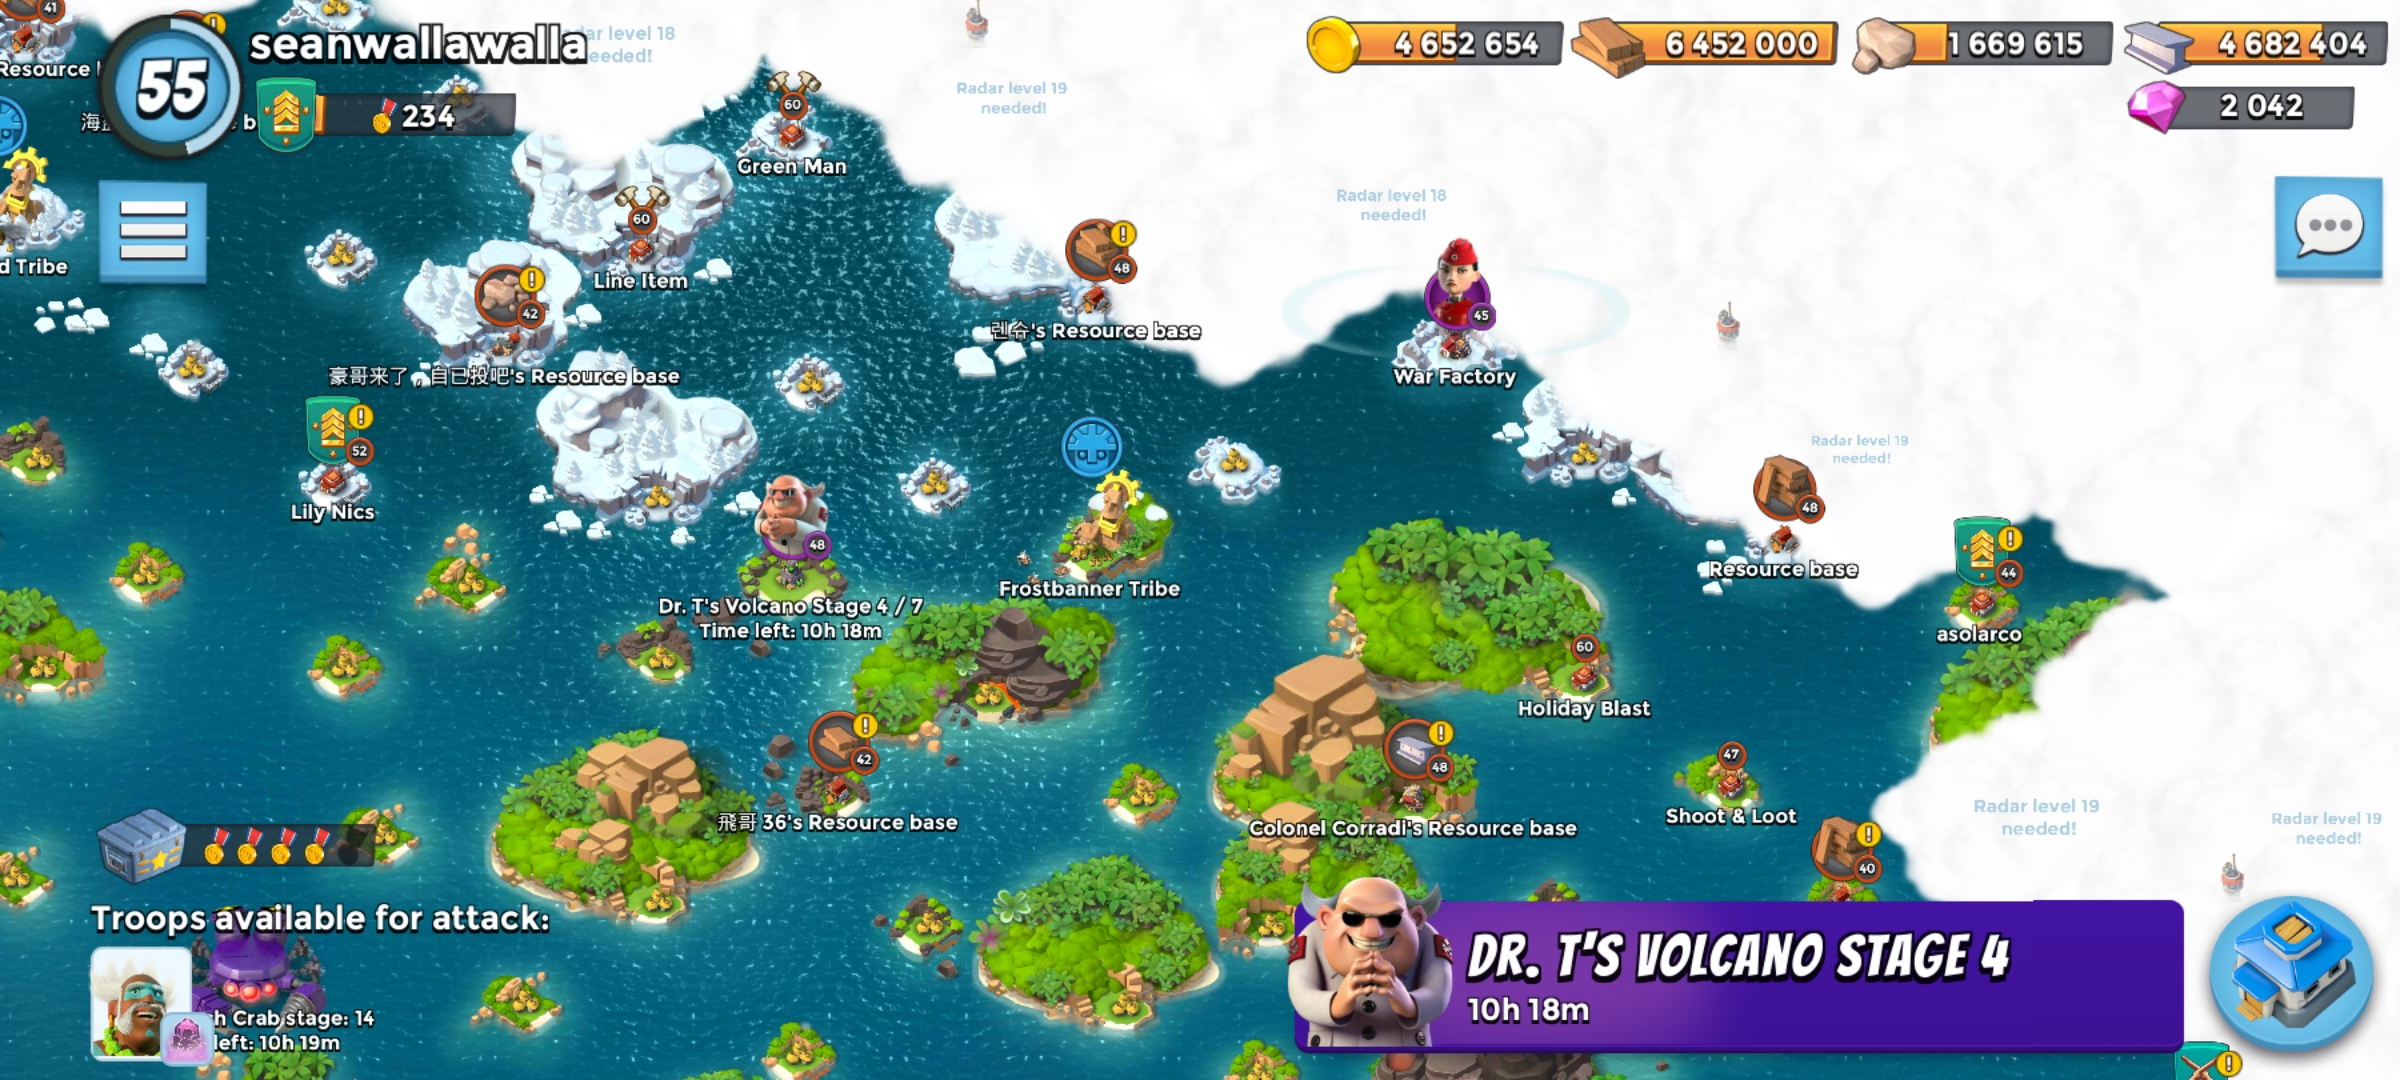 41
55
seanwallawalla
234
4 652 654
6 452 000
1 669 615
4 682 404
2 042
Resource
Radar level 19
needed!
60
Green Man
Radar level 18
needed!
d Tribe
60
Line Item
42
豪哥来了，自已投吧's Resource base
48
렌슈's Resource base
45
War Factory
52
Lily Nics
Radar level 19
needed!
48
Resource base
44
asolarco
48
Dr. T's Volcano Stage 4 / 7
Time left: 10h 18m
Frostbanner Tribe
60
Holiday Blast
42
飛哥 36's Resource base
48
Colonel Corradi's Resource base
47
Shoot & Loot
40
Radar level 19
needed!
Radar level 19
needed!
Troops available for attack:
h Crab stage: 14
left: 10h 19m
DR. T'S VOLCANO STAGE 4
10h 18m